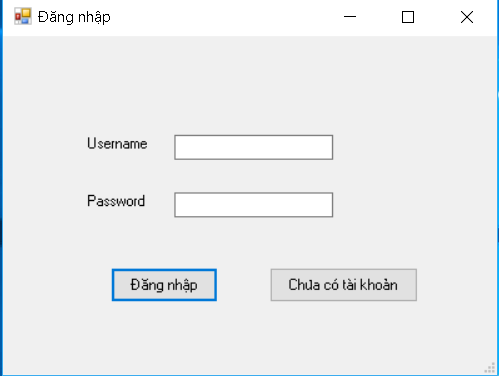 Đăng nhập
Username
Password
Đăng nhập Chưa có tài khoản